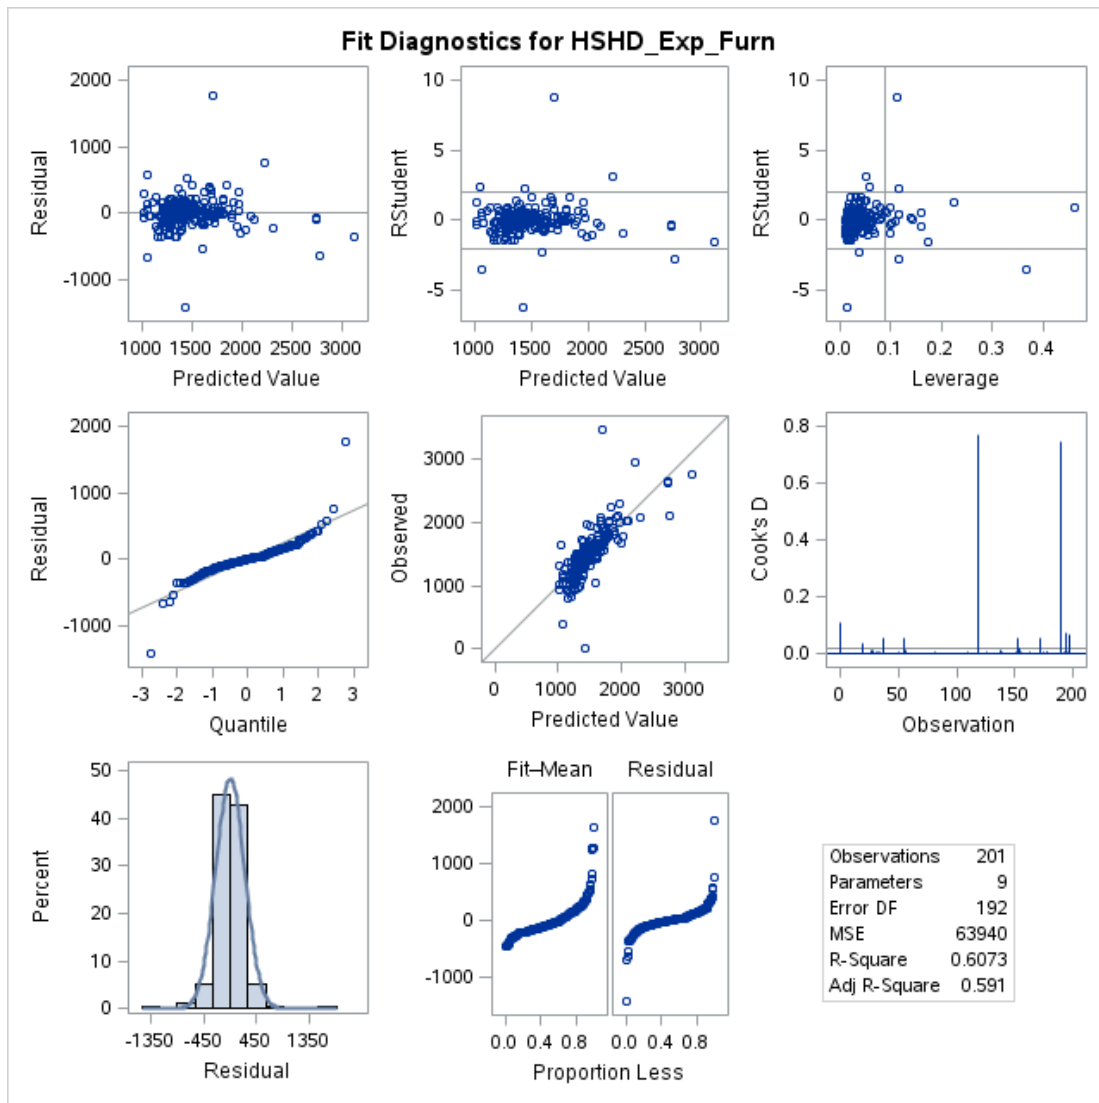 Fit Diagnostics for HSHD_Exp_Furn
2000
1000
0
-1000
Residual
1000 1500 2000 2500 3000
Predicted Value
10
5
0
-5
RStudent
1000 1500 2000 2500 3000
Predicted Value
10
5
0
-5
RStudent
0.0 0.1 0.2 0.3 0.4
Leverage
2000
1000
0
-1000
Residual
-3 -2 -1 0 1 2 3
Quantile
3000
2000
1000
0
Observed
0 1000 2000 3000
Predicted Value
0.8
0.6
0.4
0.2
0.0
Cook's D
0 50 100 150 200
Observation
50
40
30
20
10
0
Percent
-1350 -450 450 1350
Residual
Fit–Mean Residual
2000
1000
0
-1000
0.0 0.4 0.8 0.0 0.4 0.8
Proportion Less
Observations 201
Parameters 9
Error DF 192
MSE 63940
R-Square 0.6073
Adj R-Square 0.591